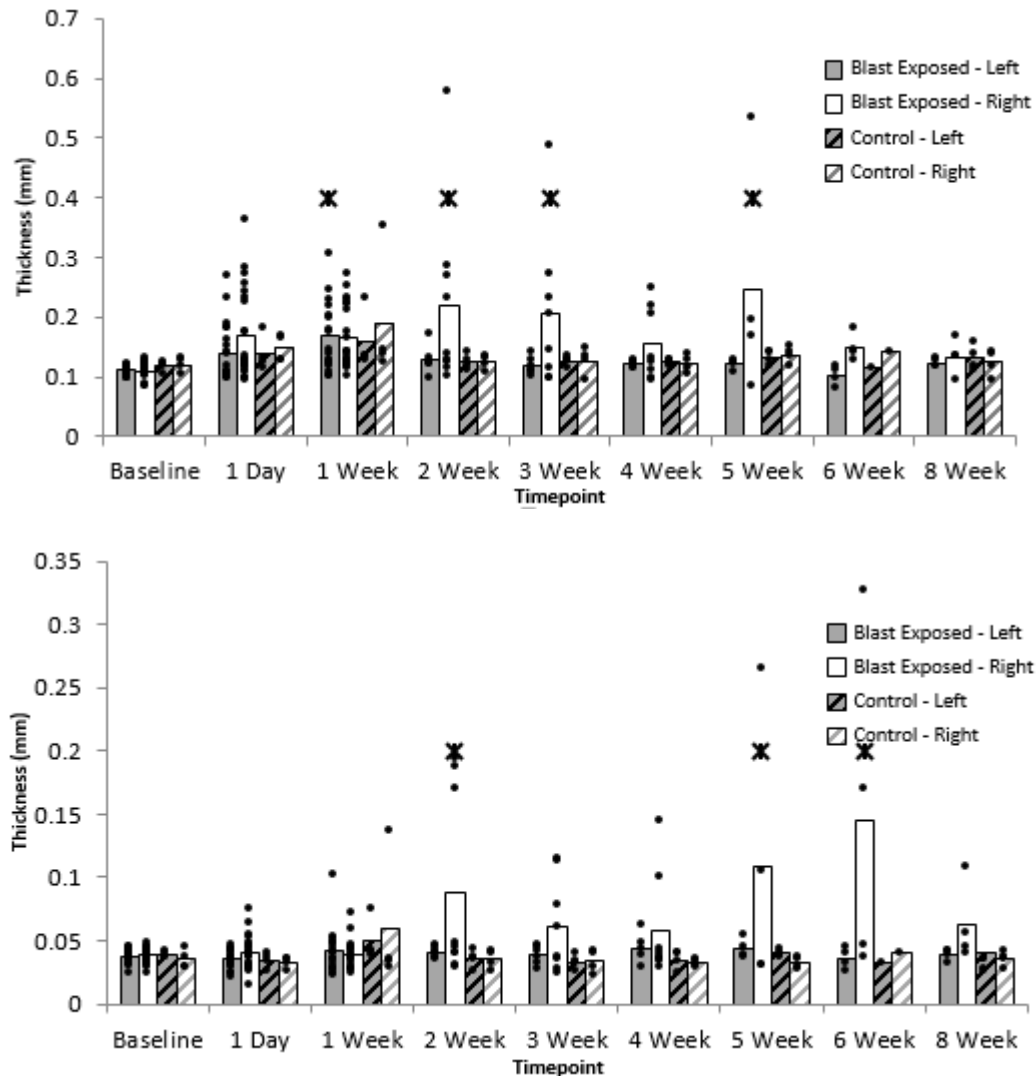 0.7
0.6
0.5
0.4
0.3
0.2
0.1
0
Thickness (mm)
Blast Exposed - Left
Blast Exposed - Right
Control - Left
Control - Right
Baseline 1 Day 1 Week 2 Week 3 Week 4 Week 5 Week 6 Week 8 Week
Timepoint
0.35
0.3
0.25
0.2
0.15
0.1
0.05
0
Thickness (mm)
Blast Exposed - Left
Blast Exposed - Right
Control - Left
Control - Right
Baseline 1 Day 1 Week 2 Week 3 Week 4 Week 5 Week 6 Week 8 Week
Timepoint